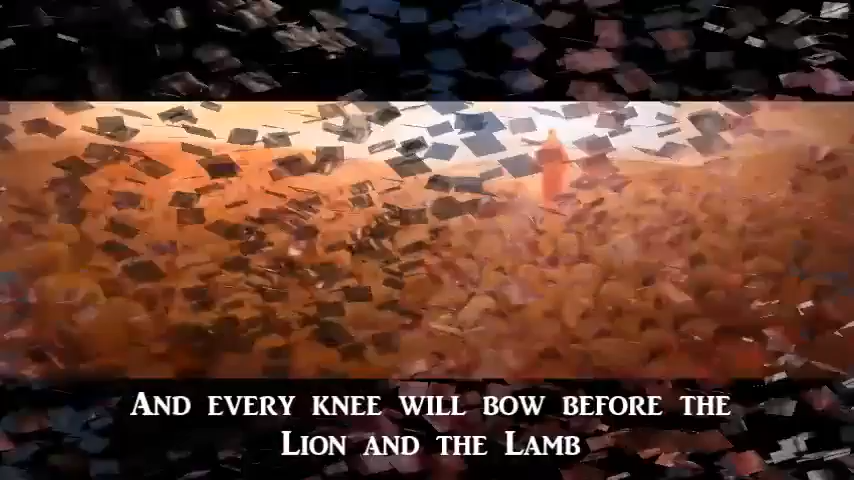 And every knee will bow before the
Lion and the Lamb